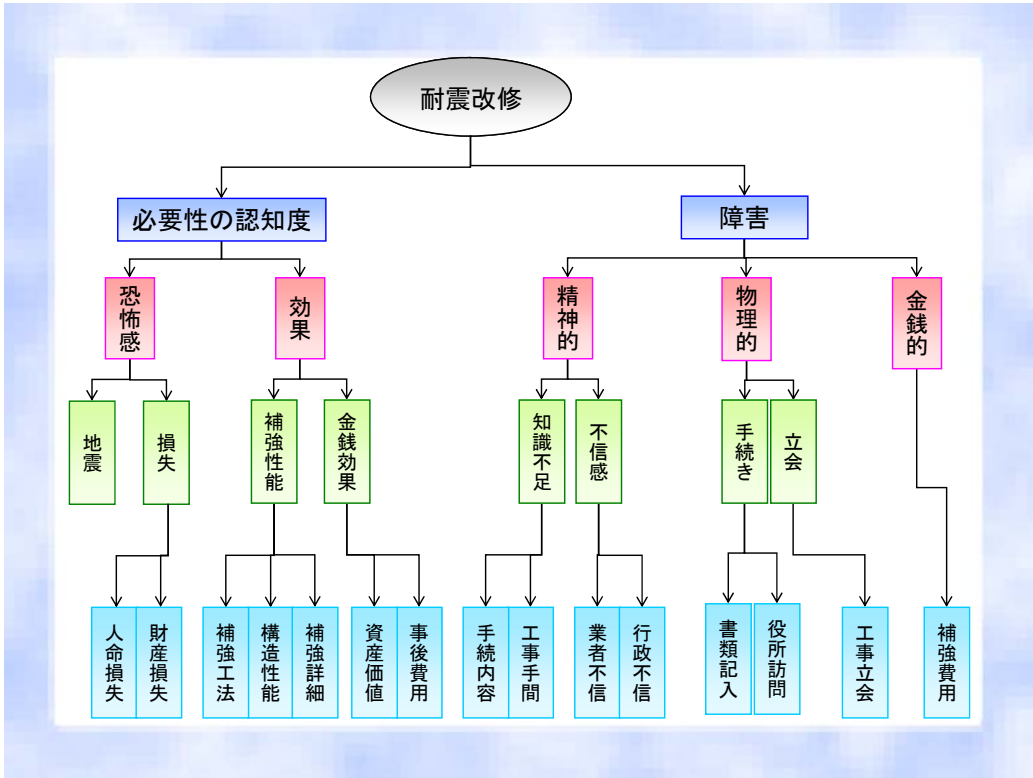 耐震改修
必要性の認知度
障害
恐怖感
効果
精神的
物理的
金銭的
地震
損失
補強性能
金銭効果
知識不足
不信感
手続き
立会
人命損失
財産損失
補強工法
構造性能
補強詳細
資産価値
事後費用
手続内容
工事手間
業者不信
行政不信
書類記入
役所訪問
工事立会
補強費用